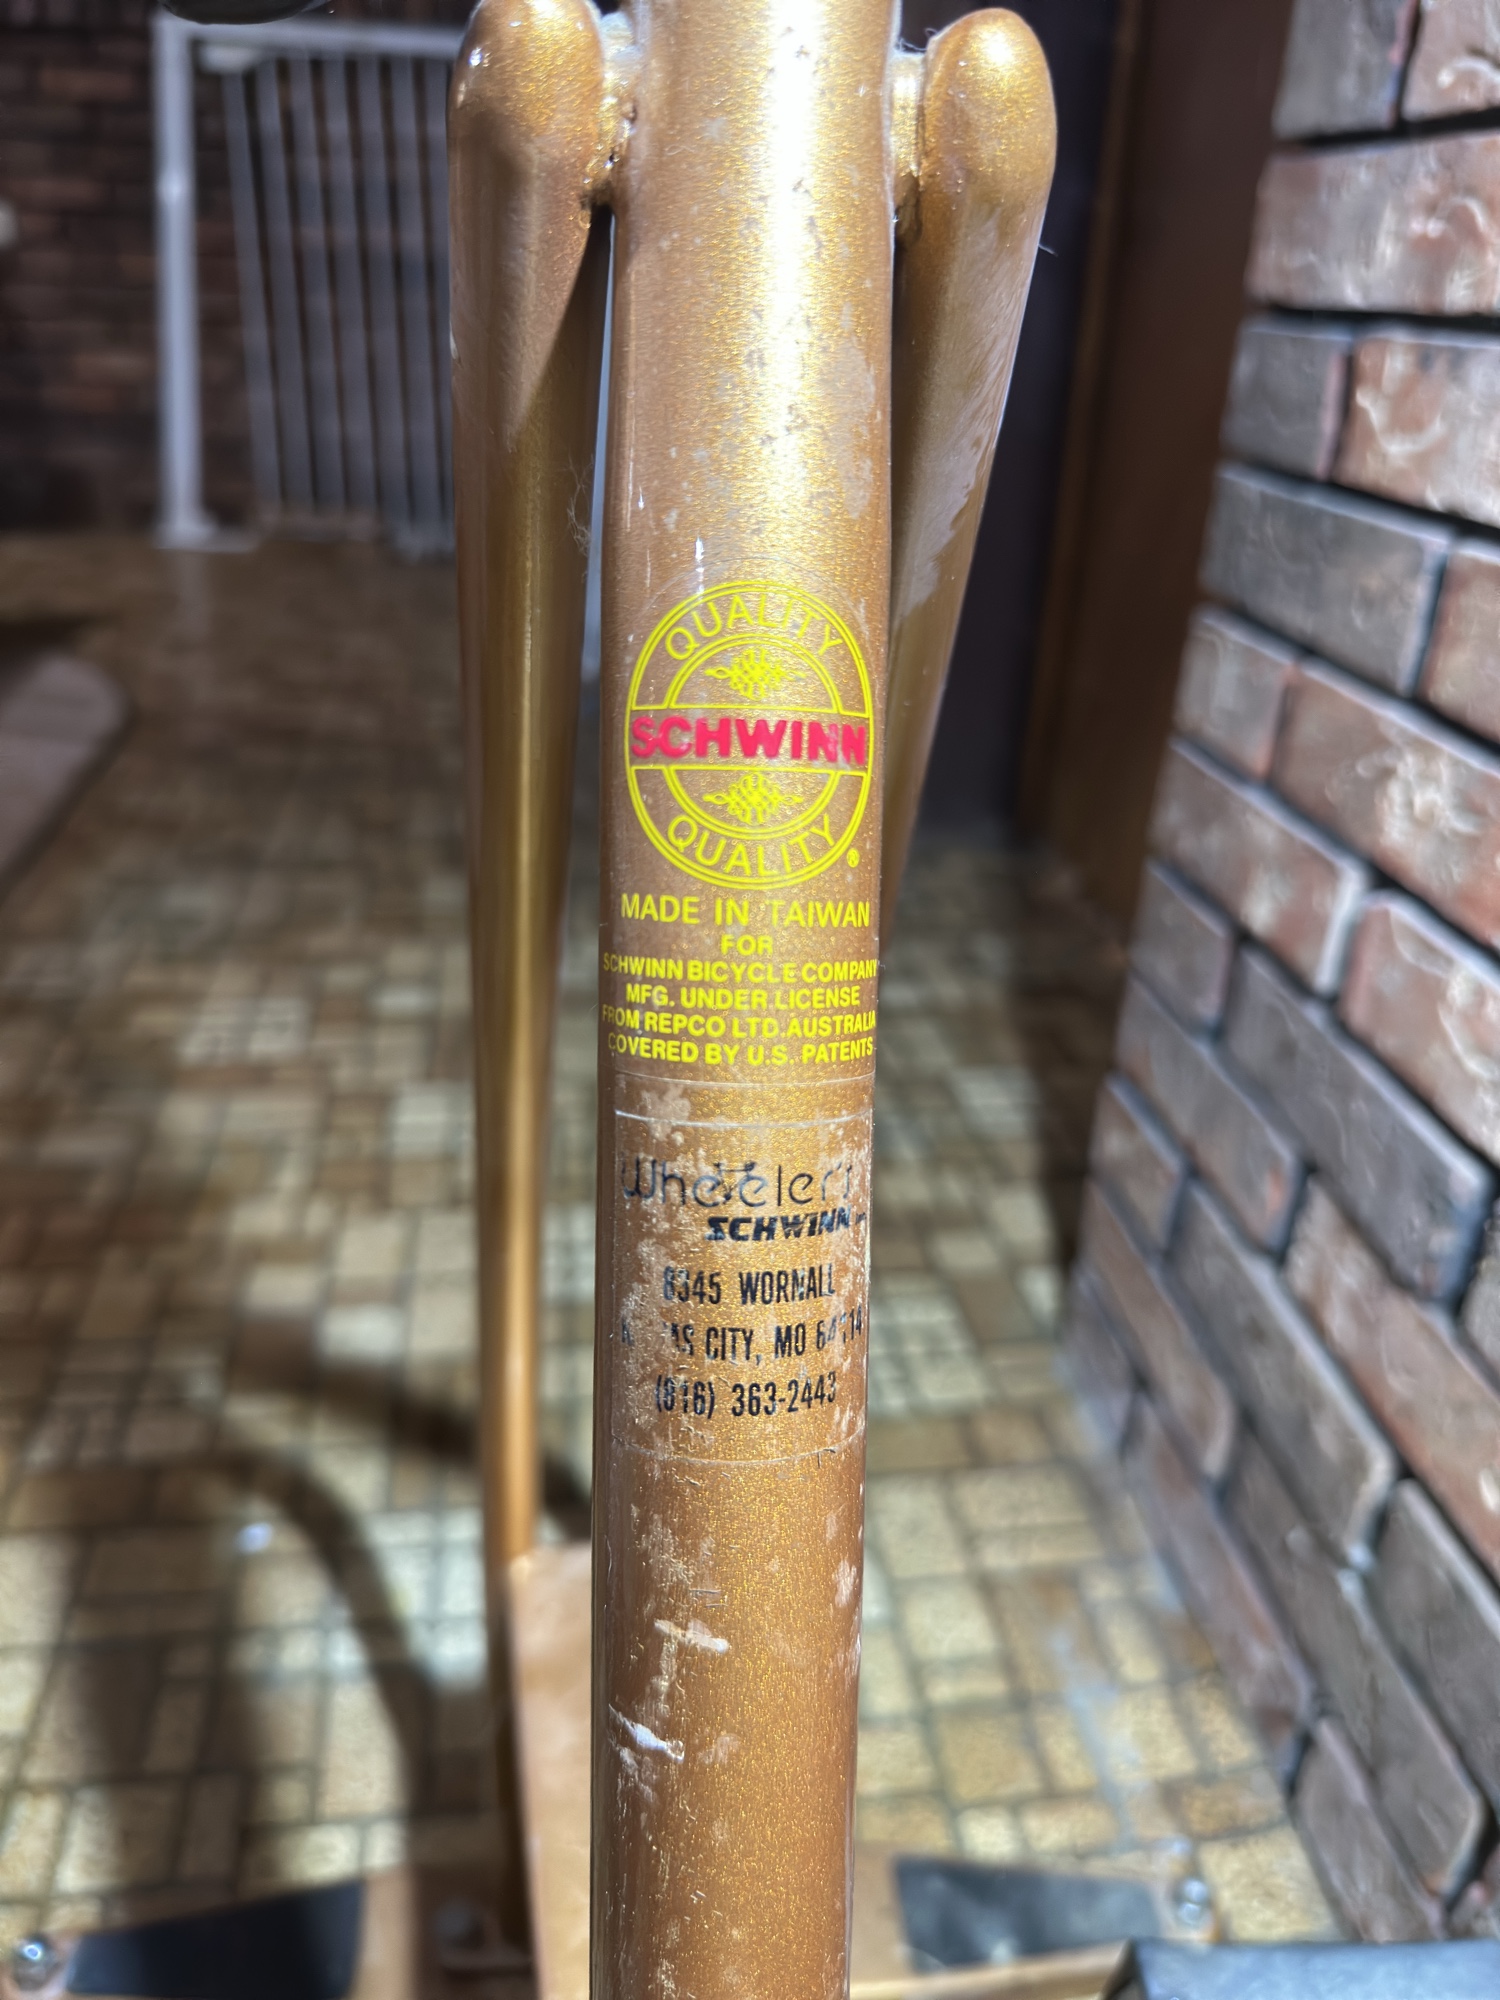 QUALITY
SCHWINN
QUALITY ®
MADE IN TAIWAN
FOR
SCHWINN BICYCLE COMPANY
MFG. UNDER LICENSE
FROM REPCO LTD. AUSTRALIA
COVERED BY U.S. PATENTS
Wheeler's
SCHWINN
8345 WORNALL
CITY, MO 64114
(816) 363-2443